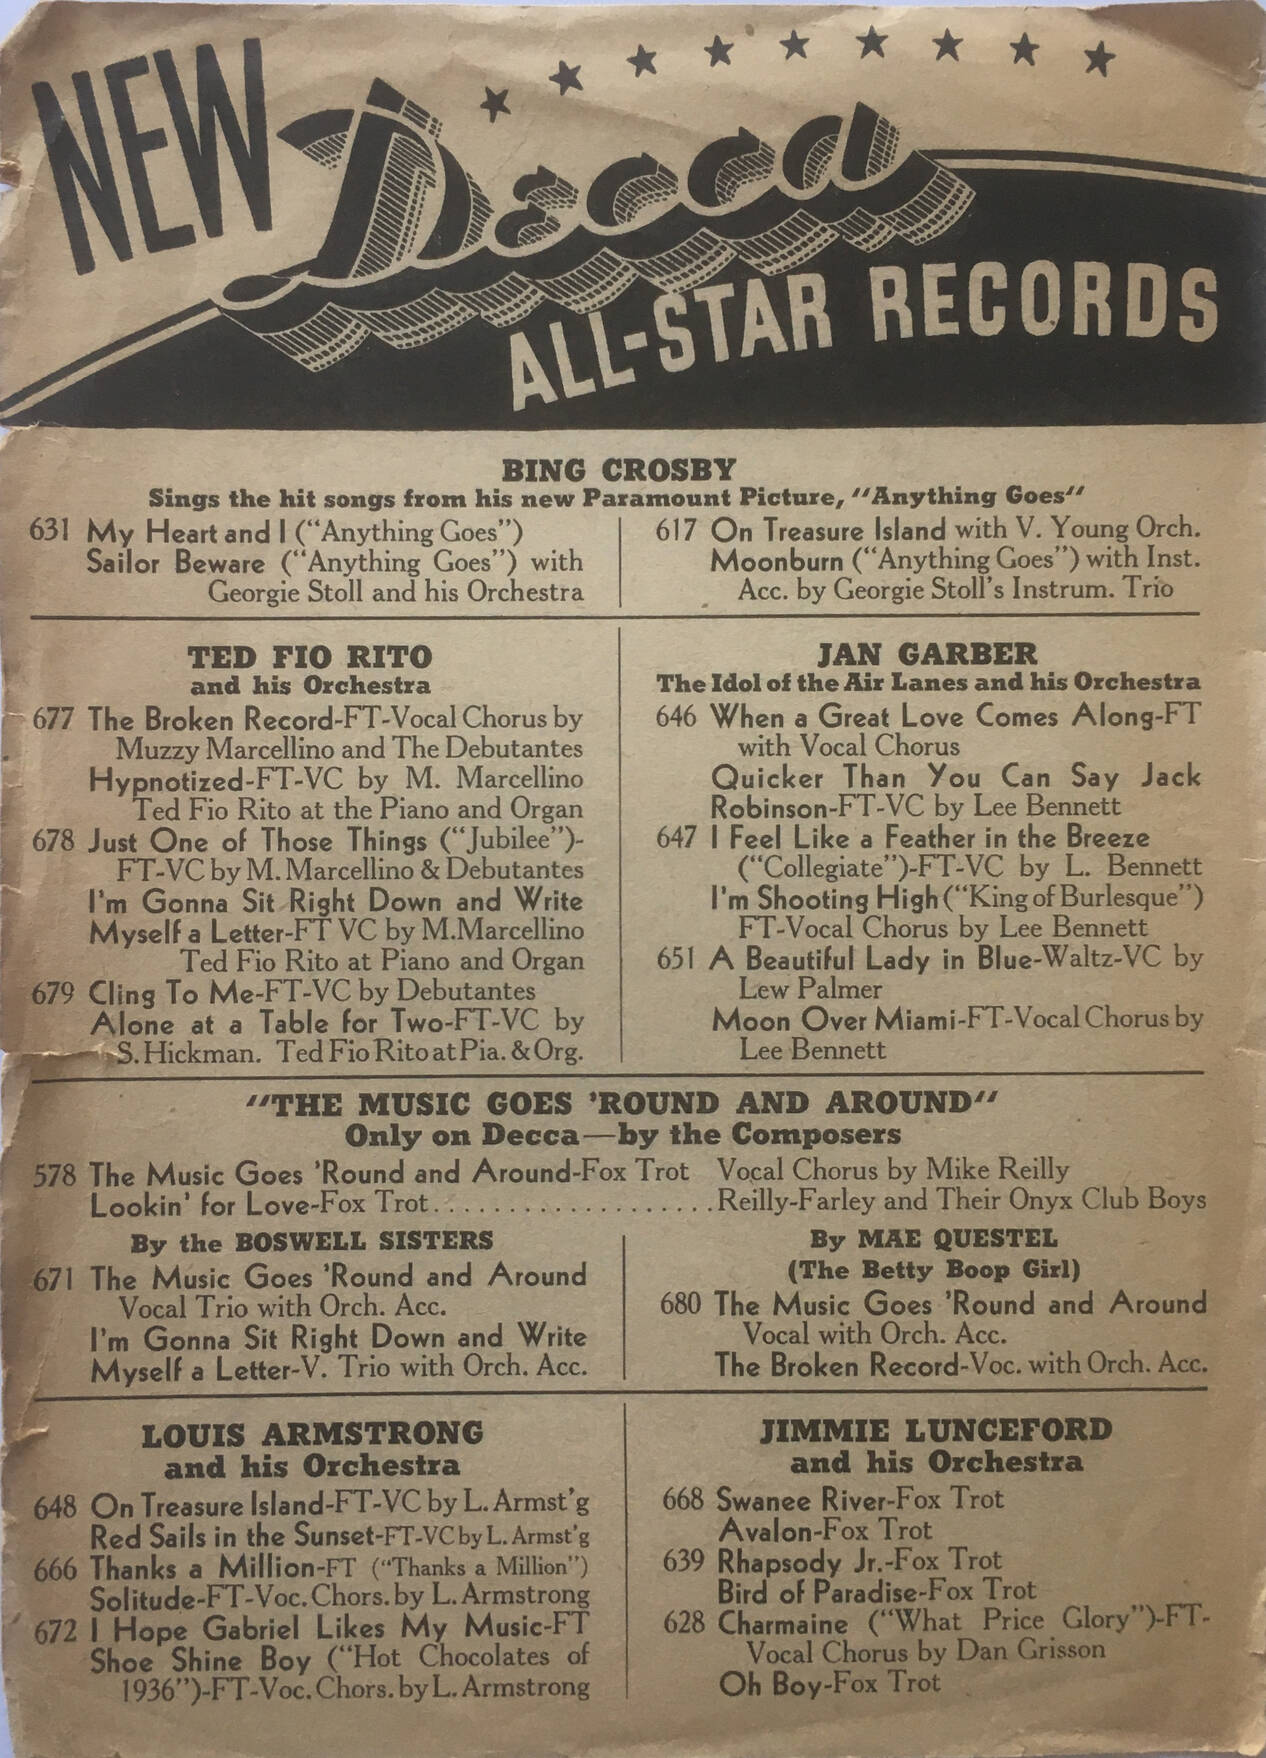 NEW Decca
ALL-STAR RECORDS
BING CROSBY
Sings the hit songs from his new Paramount Picture, "Anything Goes"
631 My Heart and I ("Anything Goes")
Sailor Beware ("Anything Goes") with
Georgie Stoll and his Orchestra
617 On Treasure Island with V. Young Orch.
Moonburn ("Anything Goes") with Inst.
Acc. by Georgie Stoll's Instrum. Trio
TED FIO RITO
and his Orchestra
677 The Broken Record-FT-Vocal Chorus by
Muzzy Marcellino and The Debutantes
Hypnotized-FT-VC by M. Marcellino
Ted Fio Rito at the Piano and Organ
678 Just One of Those Things ("Jubilee")-
FT-VC by M. Marcellino & Debutantes
I'm Gonna Sit Right Down and Write
Myself a Letter-FT VC by M.Marcellino
Ted Fio Rito at Piano and Organ
679 Cling To Me-FT-VC by Debutantes
Alone at a Table for Two-FT-VC by
S. Hickman. Ted Fio Rito at Pia. & Org.
JAN GARBER
The Idol of the Air Lanes and his Orchestra
646 When a Great Love Comes Along-FT
with Vocal Chorus
Quicker Than You Can Say Jack
Robinson-FT-VC by Lee Bennett
647 I Feel Like a Feather in the Breeze
("Collegiate")-FT-VC by L. Bennett
I'm Shooting High ("King of Burlesque")
FT-Vocal Chorus by Lee Bennett
651 A Beautiful Lady in Blue-Waltz-VC by
Lew Palmer
Moon Over Miami-FT-Vocal Chorus by
Lee Bennett
"THE MUSIC GOES 'ROUND AND AROUND"
Only on Decca—by the Composers
578 The Music Goes 'Round and Around-Fox Trot Vocal Chorus by Mike Reilly
Lookin' for Love-Fox Trot...................Reilly-Farley and Their Onyx Club Boys
By the BOSWELL SISTERS
671 The Music Goes 'Round and Around
Vocal Trio with Orch. Acc.
I'm Gonna Sit Right Down and Write
Myself a Letter-V. Trio with Orch. Acc.
By MAE QUESTEL
(The Betty Boop Girl)
680 The Music Goes 'Round and Around
Vocal with Orch. Acc.
The Broken Record-Voc. with Orch. Acc.
LOUIS ARMSTRONG
and his Orchestra
648 On Treasure Island-FT-VC by L. Armst'g
Red Sails in the Sunset-FT-VC by L. Armst'g
666 Thanks a Million-FT ("Thanks a Million")
Solitude-FT-Voc. Chors. by L. Armstrong
672 I Hope Gabriel Likes My Music-FT
Shoe Shine Boy ("Hot Chocolates of
1936")-FT-Voc. Chors. by L. Armstrong
JIMMIE LUNCEFORD
and his Orchestra
668 Swanee River-Fox Trot
Avalon-Fox Trot
639 Rhapsody Jr.-Fox Trot
Bird of Paradise-Fox Trot
628 Charmaine ("What Price Glory")-FT-
Vocal Chorus by Dan Grisson
Oh Boy-Fox Trot